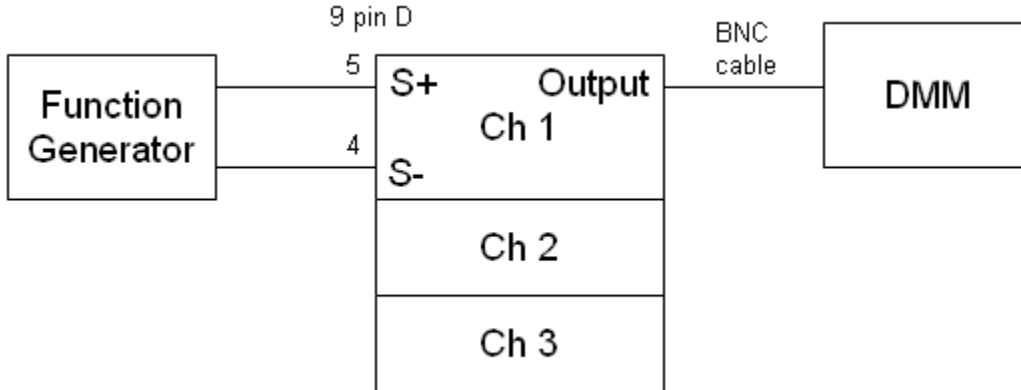 9 pin D
BNC
cable
Function
Generator
5
4
S+
Output
Ch 1
S-
DMM
Ch 2
Ch 3